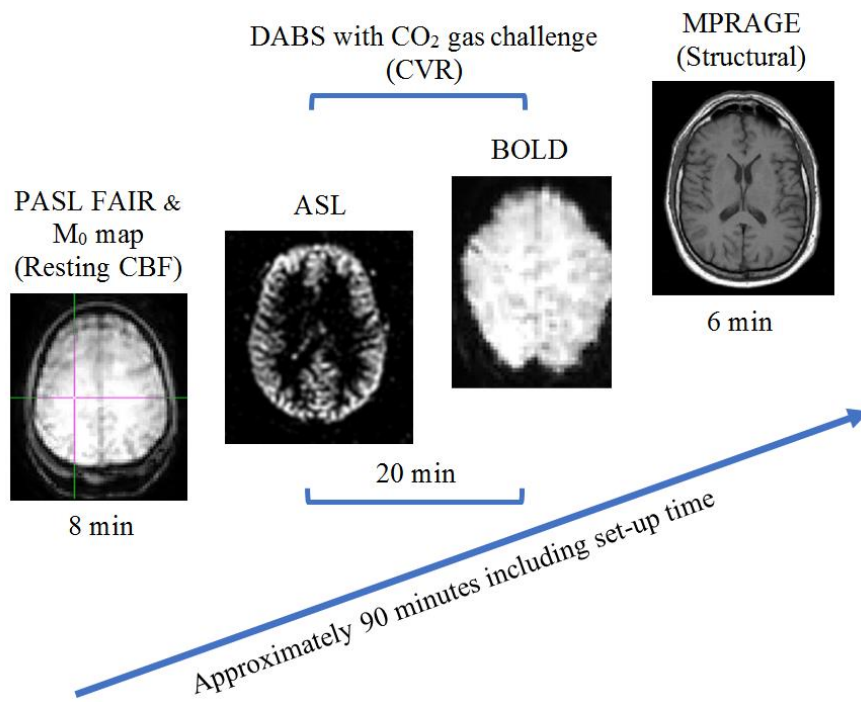 DABS with CO₂ gas challenge
(CVR)
MPRAGE
(Structural)
BOLD
ASL
PASL FAIR &
M₀ map
(Resting CBF)
6 min
20 min
8 min
Approximately 90 minutes including set-up time